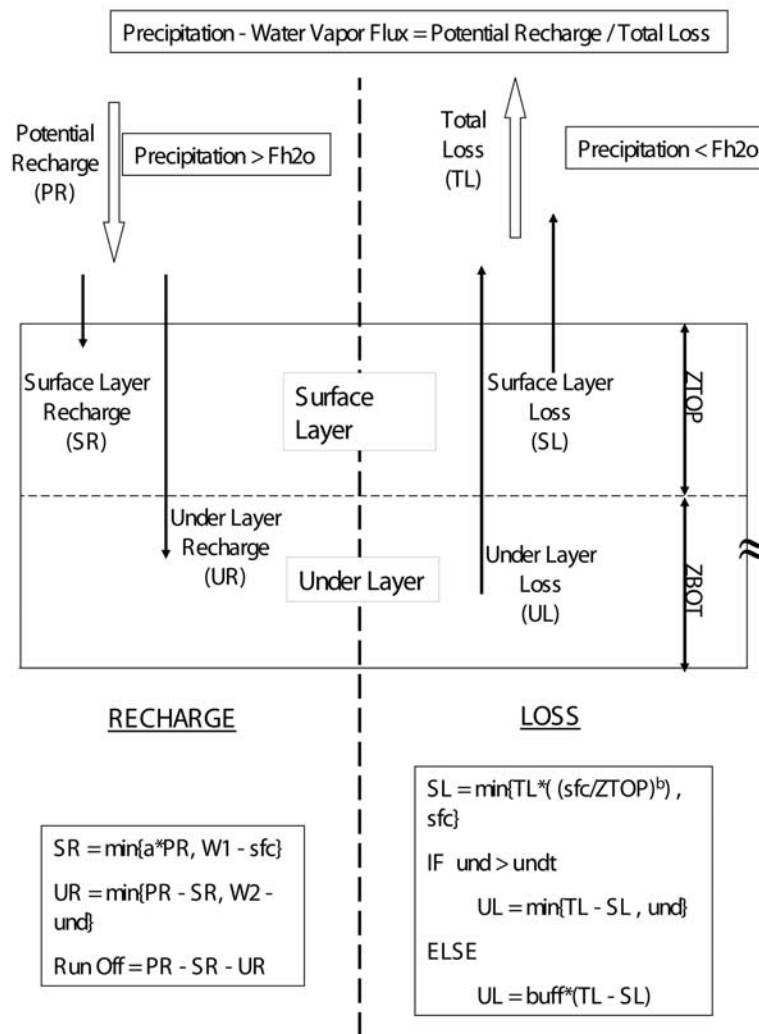 Precipitation - Water Vapor Flux = Potential Recharge / Total Loss
Potential
Recharge
(PR)
Precipitation > Fh2o
Total
Loss
(TL)
Precipitation < Fh2o
Surface Layer
Recharge
(SR)
Surface
Layer
Surface Layer
Loss
(SL)
ZTOP
Under Layer
Recharge
(UR)
Under Layer
Under Layer
Loss
(UL)
ZBOT
RECHARGE
LOSS
SR = min{a*PR, W1 - sfc}
UR = min{PR - SR, W2 -
und}
Run Off = PR - SR - UR
SL = min{TL*( (sfc/ZTOP)ᵇ) ,
sfc}
IF und > undt
UL = min{TL - SL , und}
ELSE
UL = buff*(TL - SL)